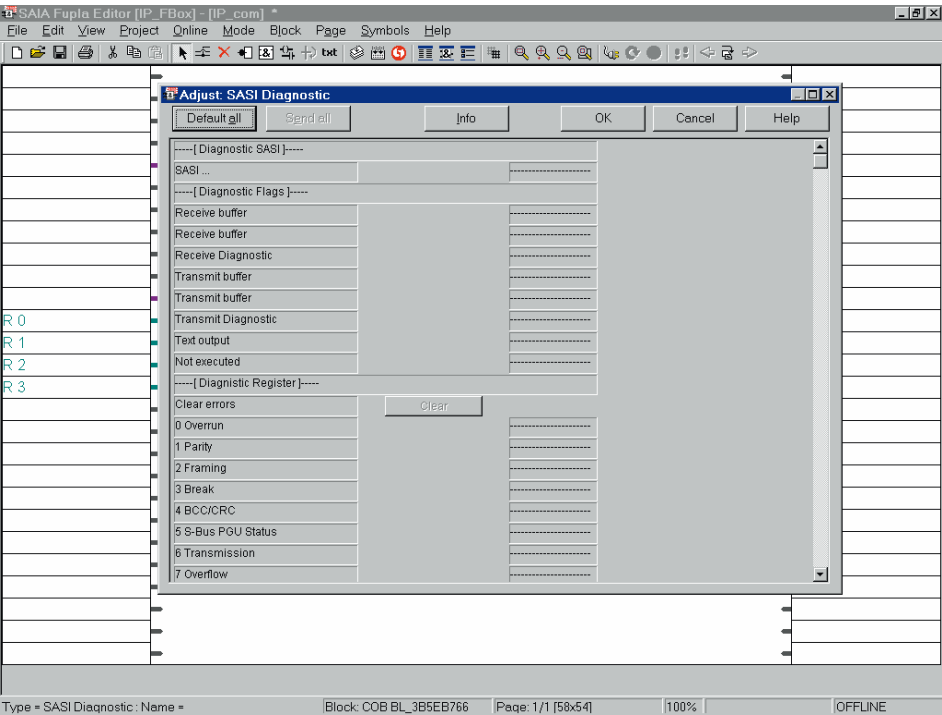 SAIA Fupla Editor [IP_FBox] - [IP_com] *
File Edit View Project Online Mode Block Page Symbols Help
txt
Adjust: SASI Diagnostic
Default all Send all Info OK Cancel Help
-----[ Diagnostic SASI ]-----
SASI ... ---------------------
-----[ Diagnostic Flags ]-----
Receive buffer ---------------------
Receive buffer ---------------------
Receive Diagnostic ---------------------
Transmit buffer ---------------------
Transmit buffer ---------------------
R 0 Transmit Diagnostic ---------------------
R 1 Text output ---------------------
R 2 Not executed ---------------------
R 3 -----[ Diagnistic Register ]-----
Clear errors Clear
0 Overrun ---------------------
1 Parity ---------------------
2 Framing ---------------------
3 Break ---------------------
4 BCC/CRC ---------------------
5 S-Bus PGU Status ---------------------
6 Transmission ---------------------
7 Overflow ---------------------
Type = SASI Diagnostic : Name = Block: COB BL_3B5EB766 Page: 1/1 [58x54] 100% OFFLINE